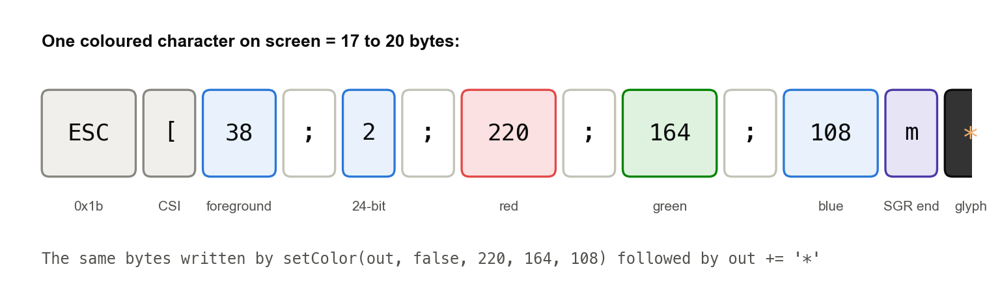 One coloured character on screen = 17 to 20 bytes:
ESC [ 38 ; 2 ; 220 ; 164 ; 108 m *
0x1b CSI foreground 24-bit red green blue SGR end glyph
The same bytes written by setColor(out, false, 220, 164, 108) followed by out += '*'